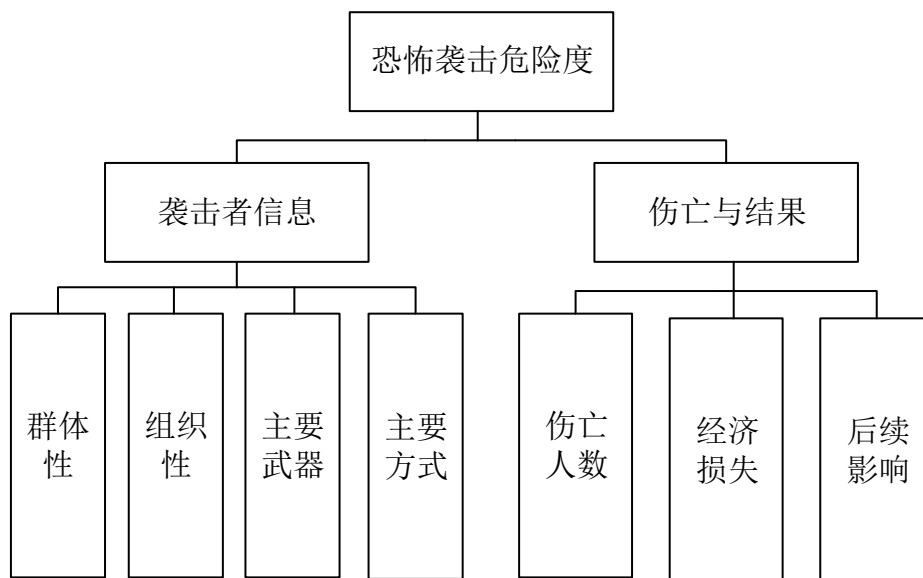 恐怖袭击危险度
袭击者信息
伤亡与结果
群体
性
组织
性
主要
武器
主要
方式
伤亡
人数
经济
损失
后续
影响